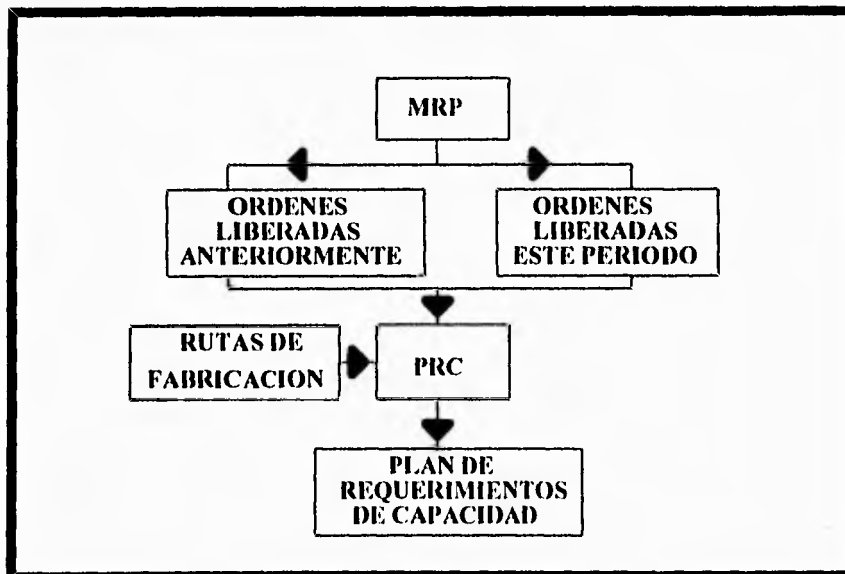 MRP
ORDENES
LIBERADAS
ANTERIORMENTE
ORDENES
LIBERADAS
ESTE PERIODO
RUTAS DE
FABRICACION
PRC
PLAN DE
REQUERIMIENTOS
DE CAPACIDAD